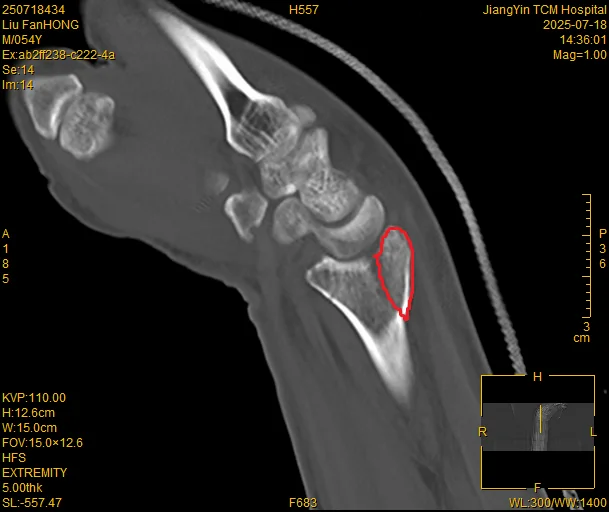 250718434
Liu FanHONG
M/054Y
Ex:ab2ff238-c222-4a
Se:14
Im:14
H557
JiangYin TCM Hospital
2025-07-18
14:36:01
Mag=1.00
A
1
8
5
P
3
6
3
cm
KVP:110.00
H:12.6cm
W:15.0cm
FOV:15.0×12.6
HFS
EXTREMITY
5.00thk
SL:-557.47
F683
H
R
L
F
WL:300/WW:1400